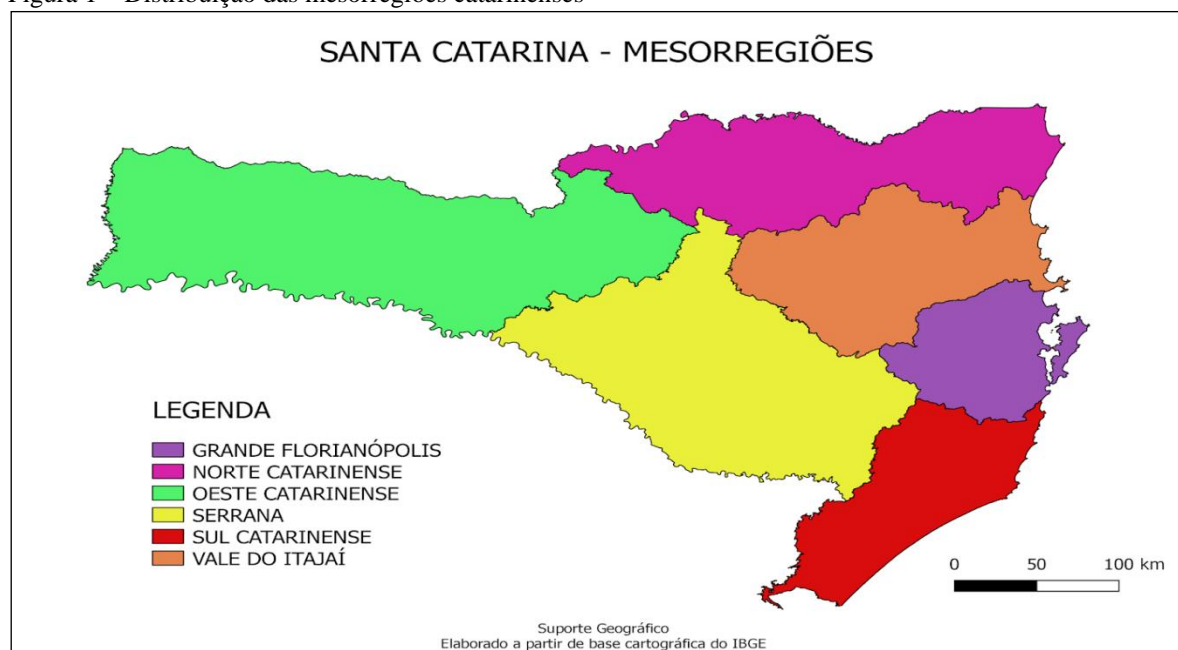 Figura 1 – Distribuição das mesorregiões catarinenses
SANTA CATARINA - MESORREGIÕES
LEGENDA
GRANDE FLORIANÓPOLIS
NORTE CATARINENSE
OESTE CATARINENSE
SERRANA
SUL CATARINENSE
VALE DO ITAJAÍ
0 50 100 km
Suporte Geográfico
Elaborado a partir de base cartográfica do IBGE